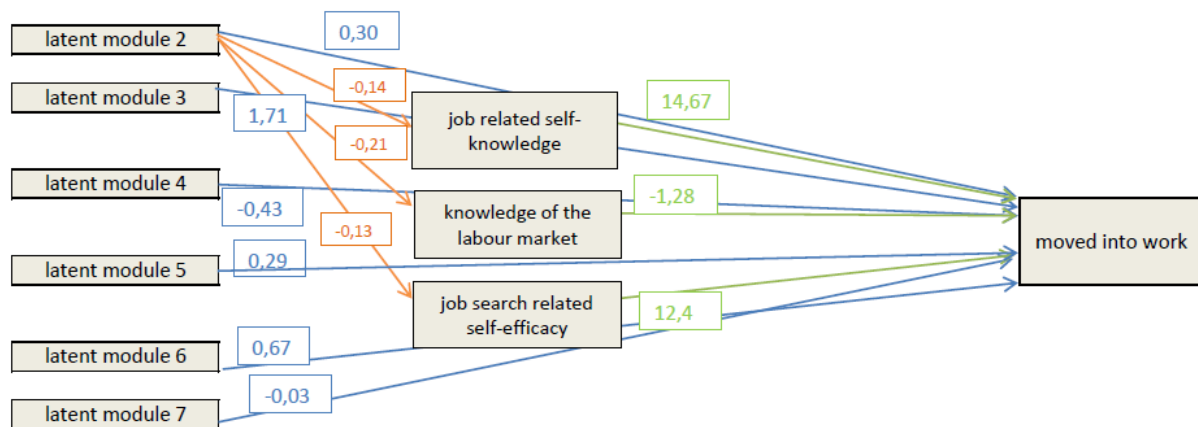 latent module 2
0,30
latent module 3
-0,14
14,67
1,71
job related self-
knowledge
-0,21
latent module 4
-0,43
knowledge of the
labour market
-1,28
-0,13
moved into work
latent module 5
0,29
job search related
self-efficacy
12,4
latent module 6
0,67
latent module 7
-0,03